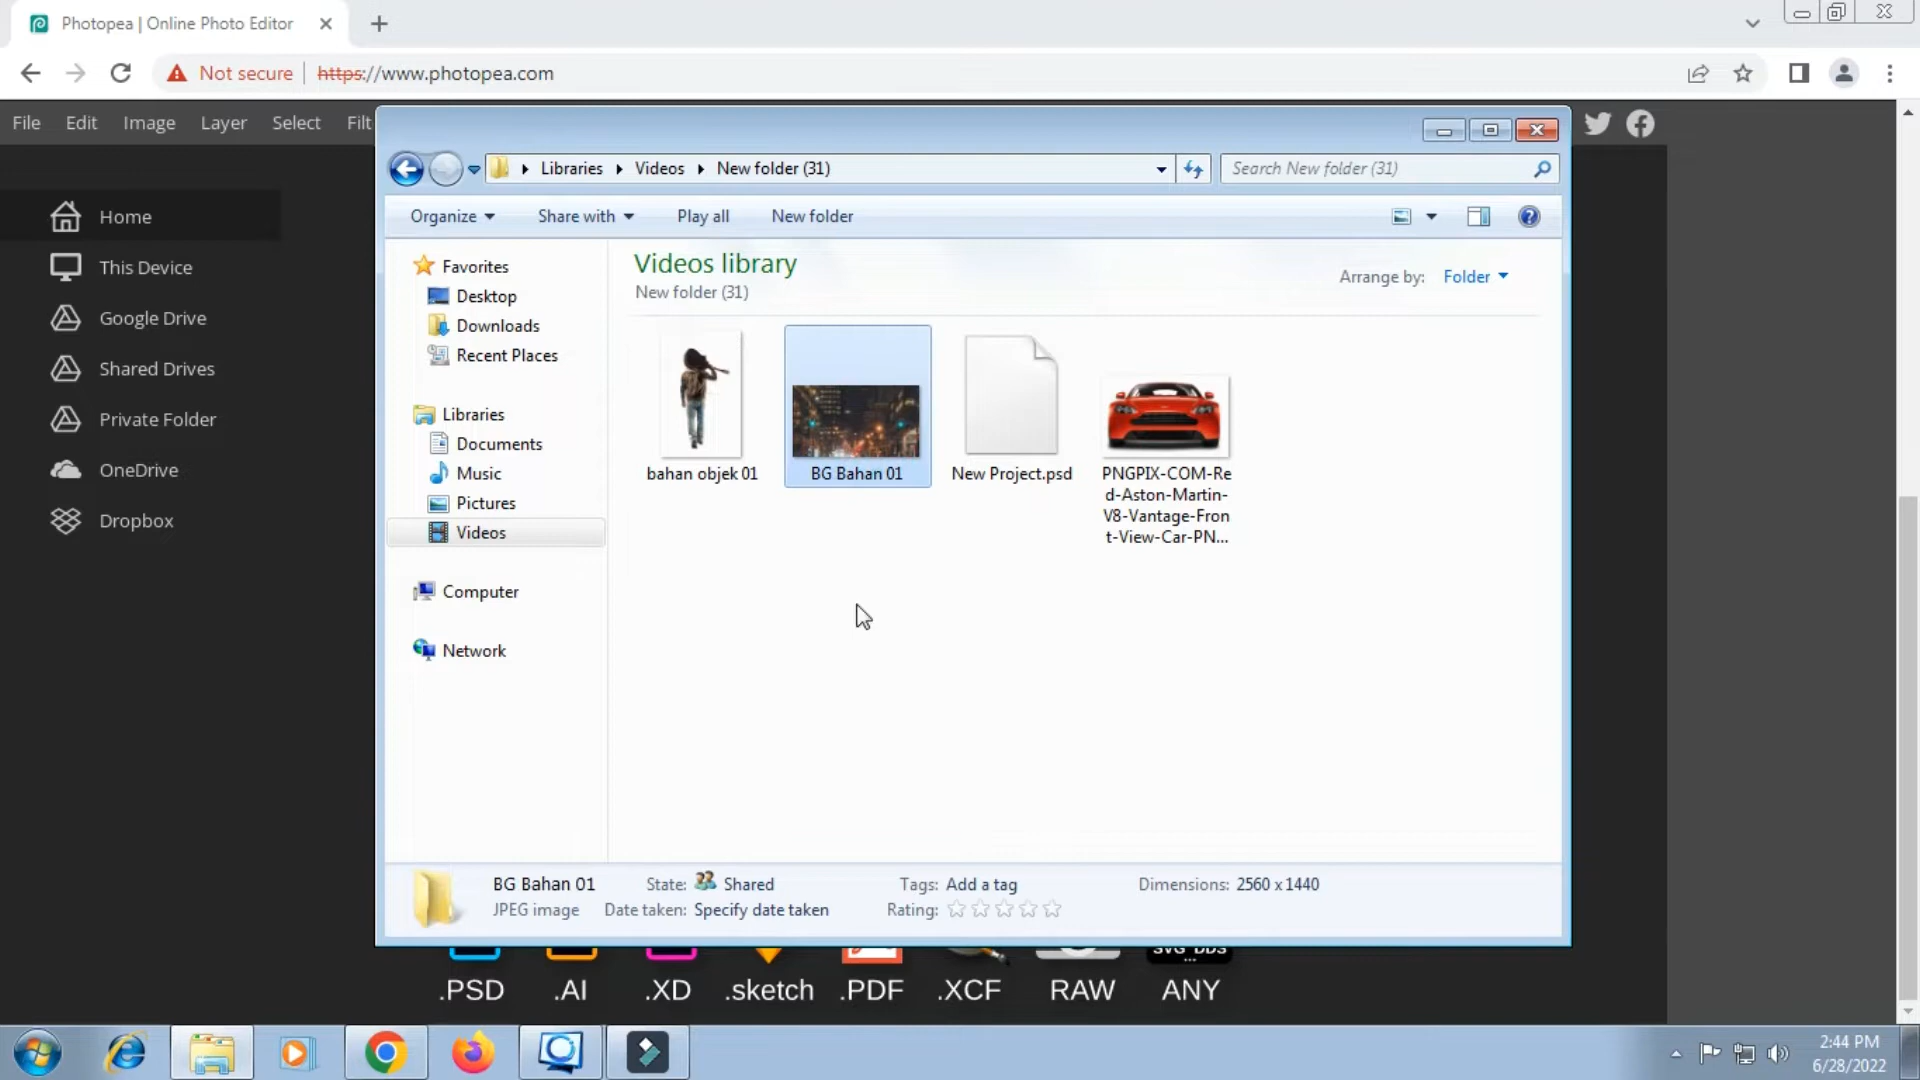 Photopea | Online Photo Editor
Not secure
https://www.photopea.com
File Edit Image Layer Select Filt
Home
This Device
Google Drive
Shared Drives
Private Folder
OneDrive
Dropbox
Libraries Videos New folder (31)
Search New folder (31)
Organize Share with Play all New folder
Favorites
Desktop
Downloads
Recent Places
Libraries
Documents
Music
Pictures
Videos
Computer
Network
Videos library
New folder (31)
Arrange by: Folder
bahan objek 01
BG Bahan 01
New Project.psd
PNGPIX-COM-Re
d-Aston-Martin-
V8-Vantage-Fron
t-View-Car-PN...
BG Bahan 01 State: Shared Tags: Add a tag Dimensions: 2560 x 1440
JPEG image Date taken: Specify date taken Rating:
SVG DDS
...
.PSD .AI .XD .sketch .PDF .XCF RAW ANY
2:44 PM
6/28/2022